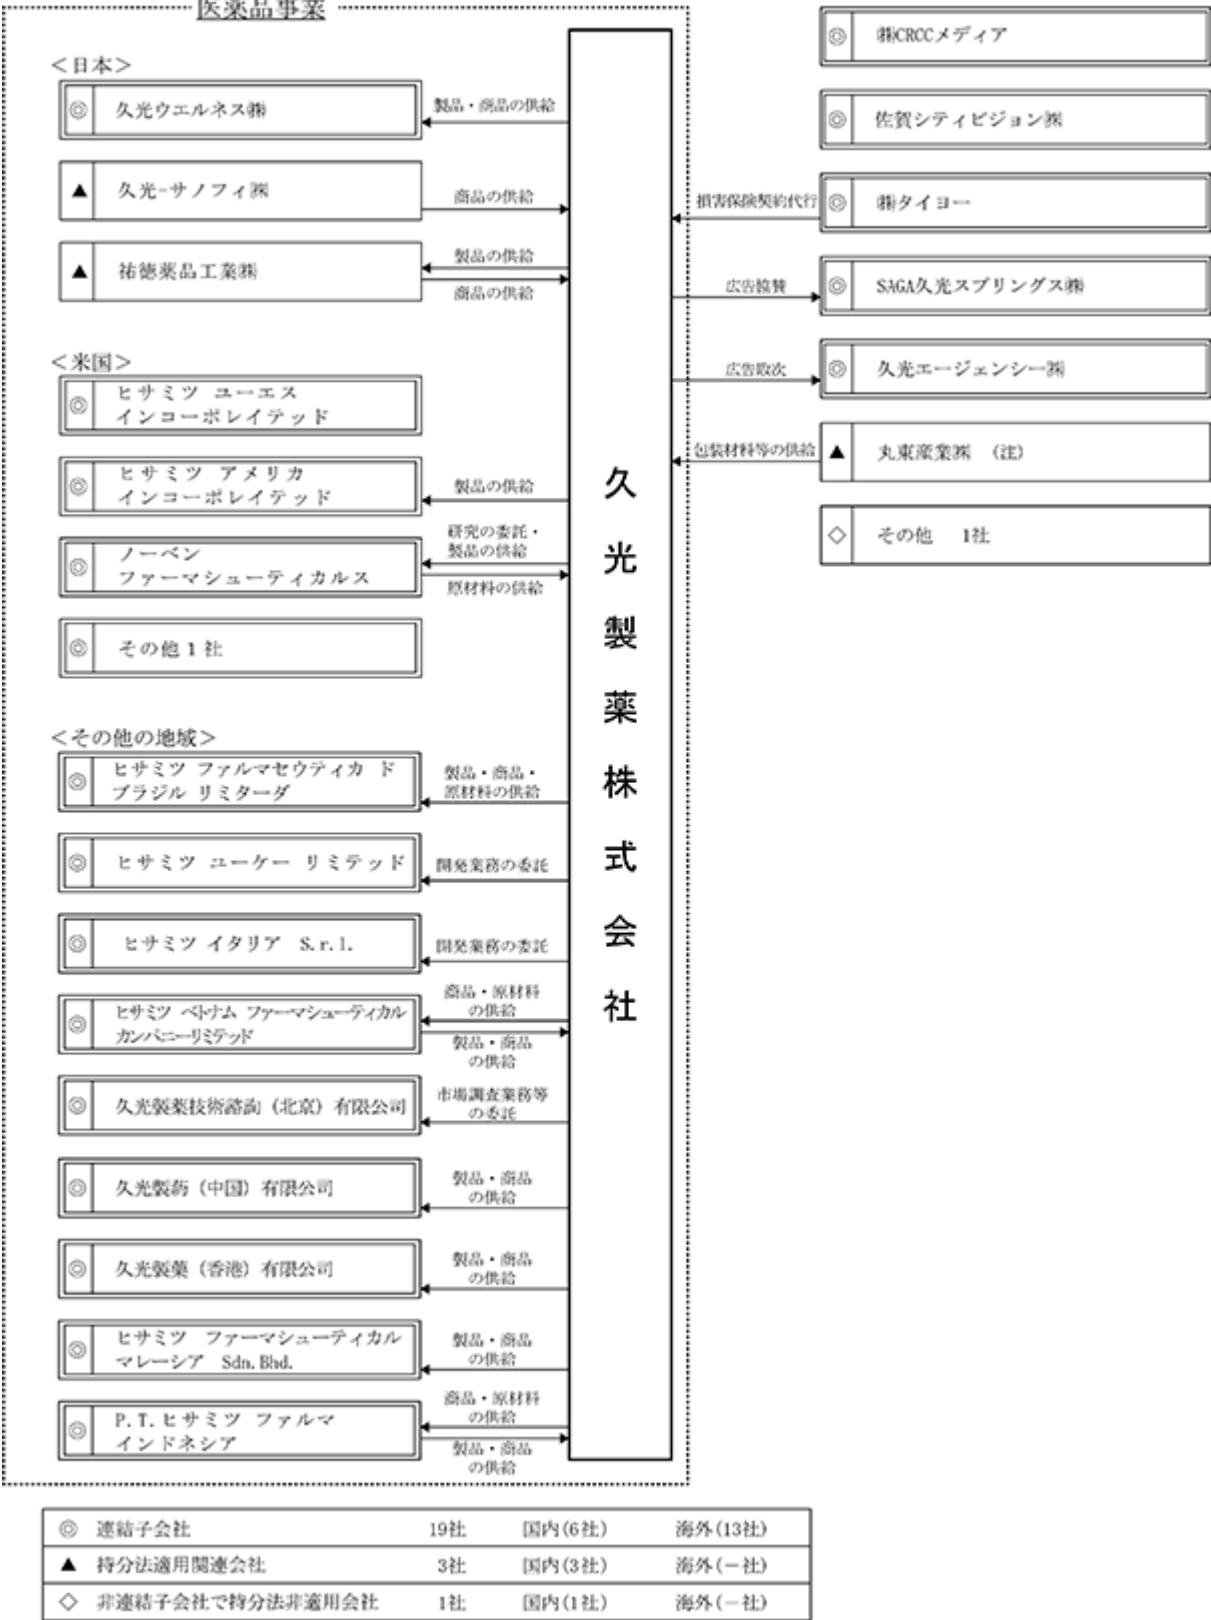 医薬品事業
＜日本＞
◎ 久光ウエルネス㈱
製品・商品の供給
▲ 久光-サノフィ㈱
商品の供給
▲ 祐徳薬品工業㈱
製品の供給
商品の供給
＜米国＞
◎ ヒサミツ ユーエス
インコーポレイテッド
◎ ヒサミツ アメリカ
インコーポレイテッド
製品の供給
◎ ノーベン
ファーマシューティカルス
研究の委託・
製品の供給
原材料の供給
◎ その他１社
＜その他の地域＞
◎ ヒサミツ ファルマセウティカ ド
ブラジル リミターダ
製品・商品・
原材料の供給
◎ ヒサミツ ユーケー リミテッド
開発業務の委託
◎ ヒサミツ イタリア S.r.l.
開発業務の委託
◎ ヒサミツ ベトナム ファーマシューティカル
カンパニーリミテッド
商品・原材料
の供給
製品・商品
の供給
◎ 久光製薬技術諮詢（北京）有限公司
市場調査業務等
の委託
◎ 久光製药（中国）有限公司
製品・商品
の供給
◎ 久光製薬（香港）有限公司
製品・商品
の供給
◎ ヒサミツ ファーマシューティカル
マレーシア Sdn.Bhd.
製品・商品
の供給
◎ P.T.ヒサミツ ファルマ
インドネシア
商品・原材料
の供給
製品・商品
の供給
久光製薬株式会社
◎ ㈱CRCCメディア
◎ 佐賀シティビジョン㈱
損害保険契約代行
◎ ㈱タイヨー
広告協賛
◎ SAGA久光スプリングス㈱
広告取次
◎ 久光エージェンシー㈱
包装材料等の供給
▲ 丸東産業㈱ （注）
◇ その他 1社
◎ 連結子会社 19社 国内(6社) 海外(13社)
▲ 持分法適用関連会社 3社 国内(3社) 海外(－社)
◇ 非連結子会社で持分法非適用会社 1社 国内(1社) 海外(－社)